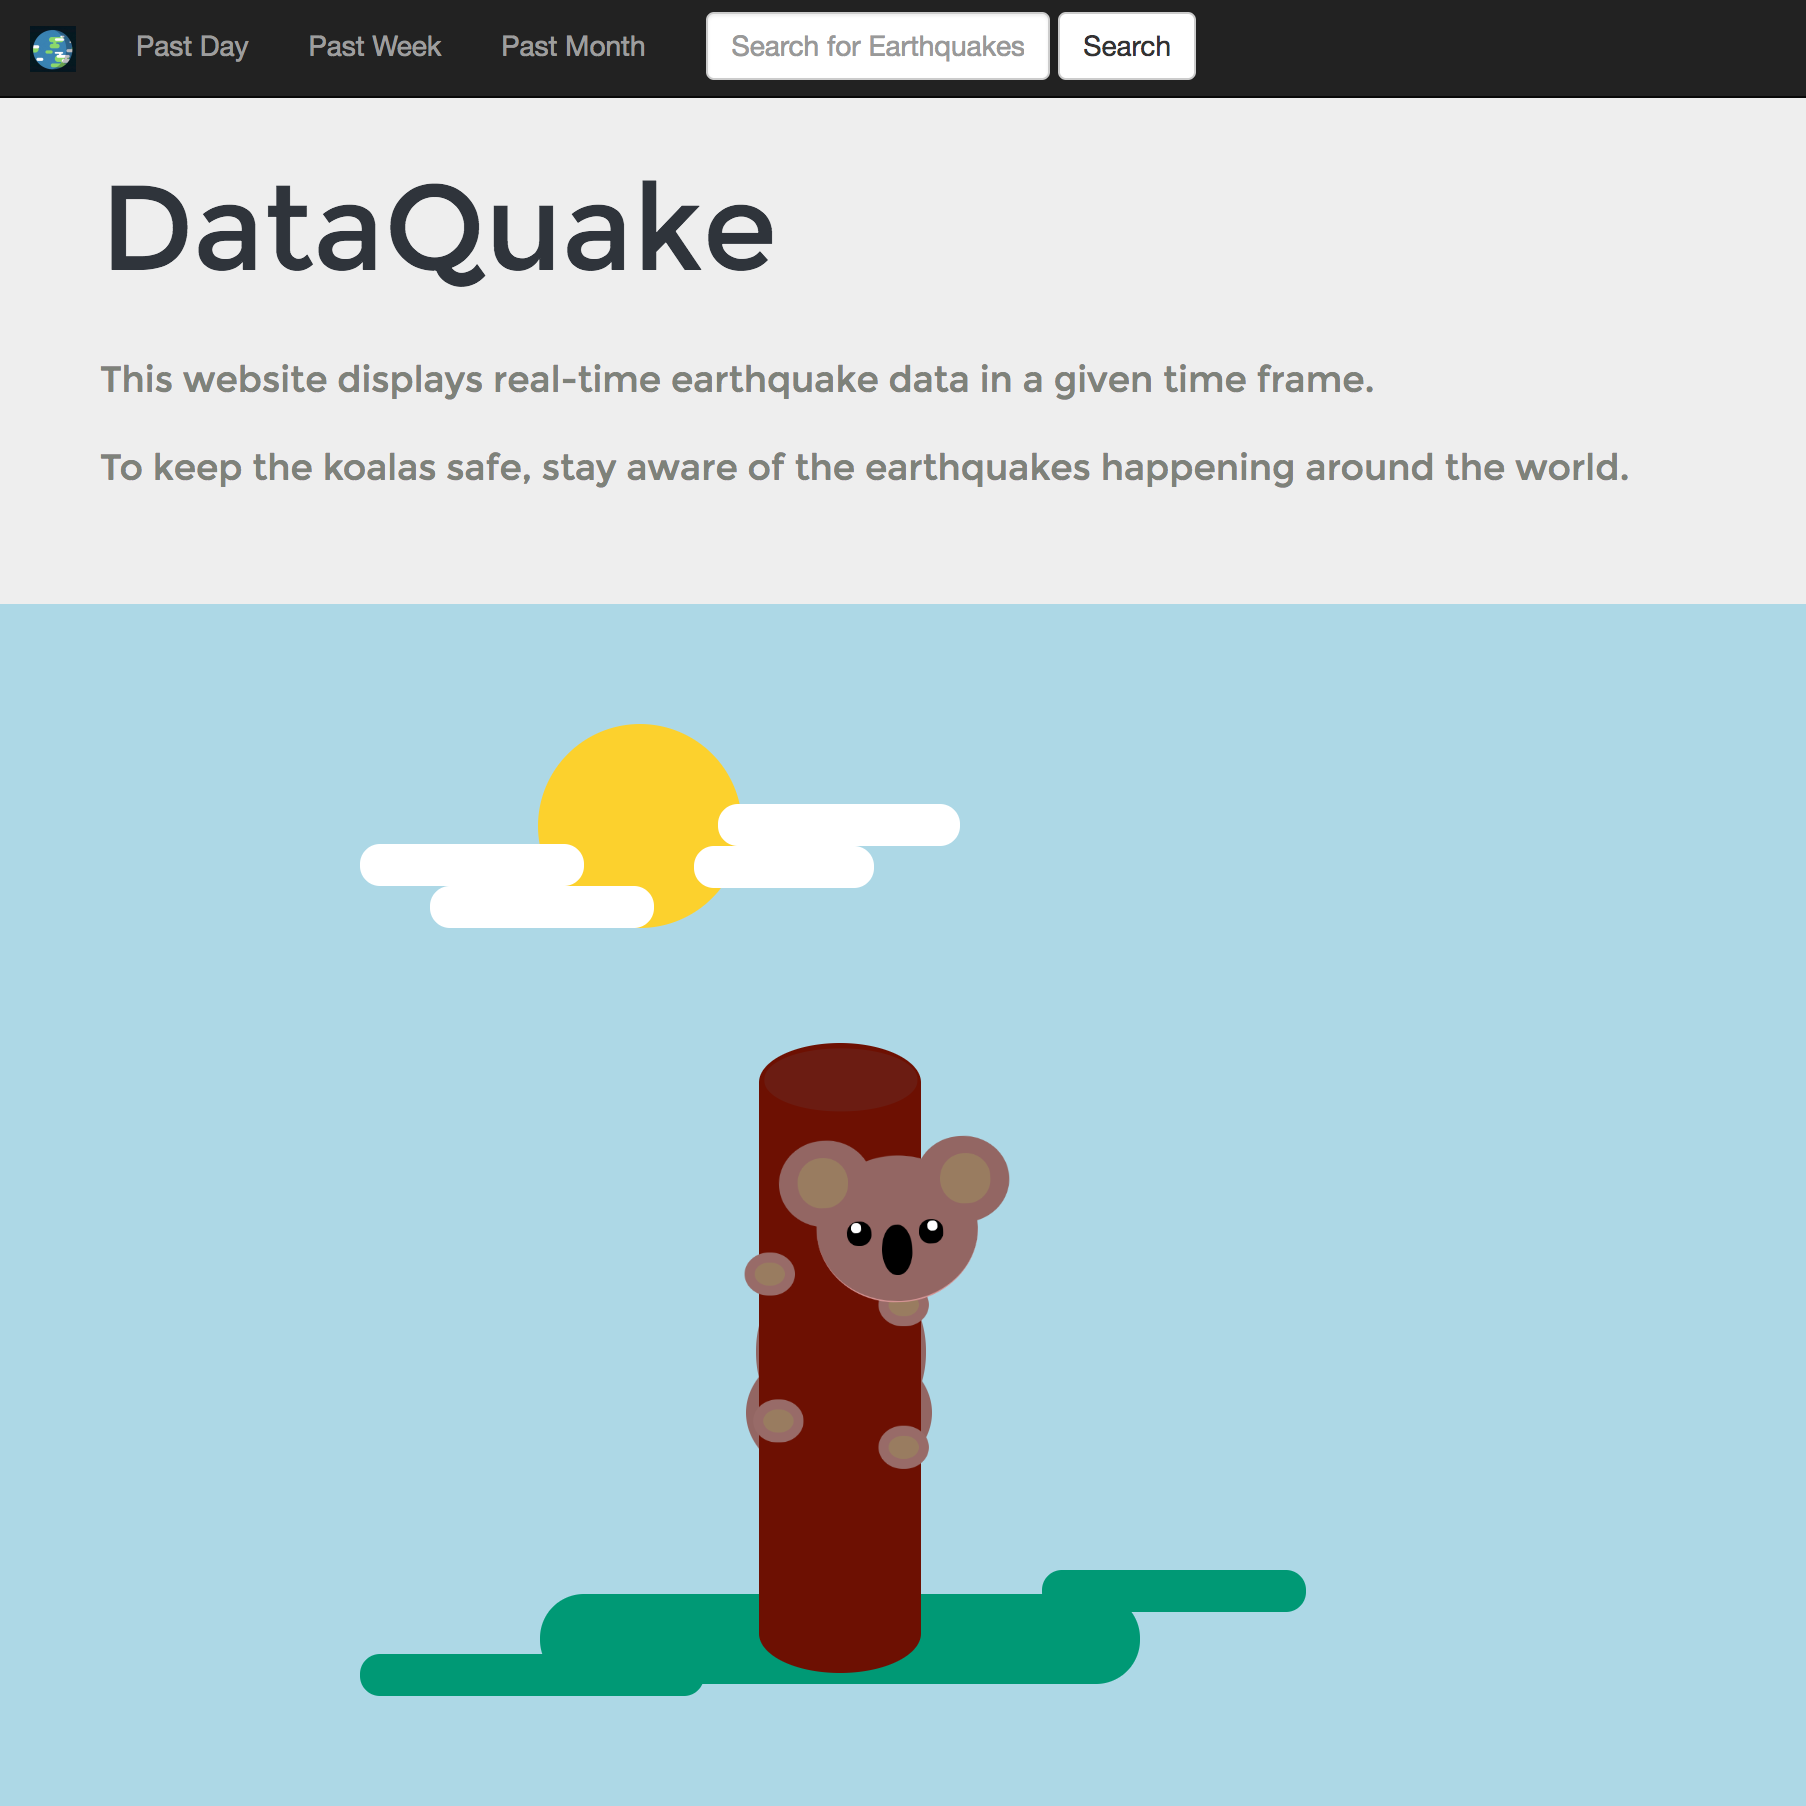 Past Day Past Week Past Month Search for Earthquakes Search
DataQuake
This website displays real-time earthquake data in a given time frame.
To keep the koalas safe, stay aware of the earthquakes happening around the world.